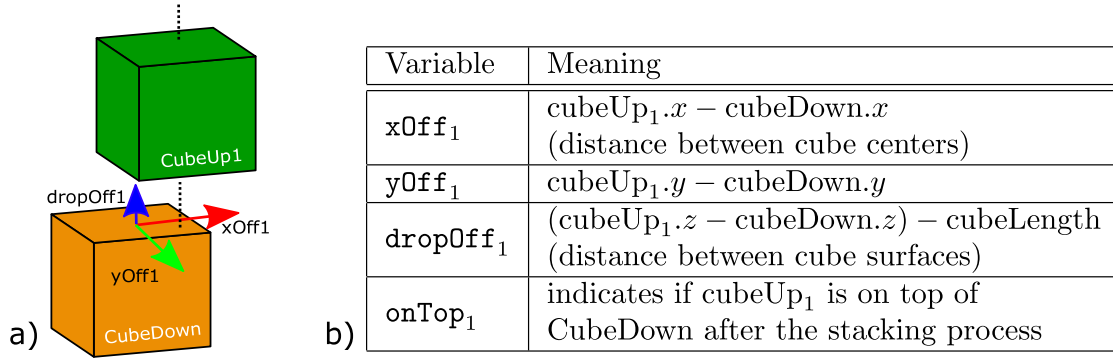 CubeUp1
dropOff1
xOff1
yOff1
CubeDown
a)
b)
Variable Meaning
xOff₁ cubeUp₁.x − cubeDown.x
(distance between cube centers)
yOff₁ cubeUp₁.y − cubeDown.y
dropOff₁ (cubeUp₁.z − cubeDown.z) − cubeLength
(distance between cube surfaces)
onTop₁ indicates if cubeUp₁ is on top of
CubeDown after the stacking process